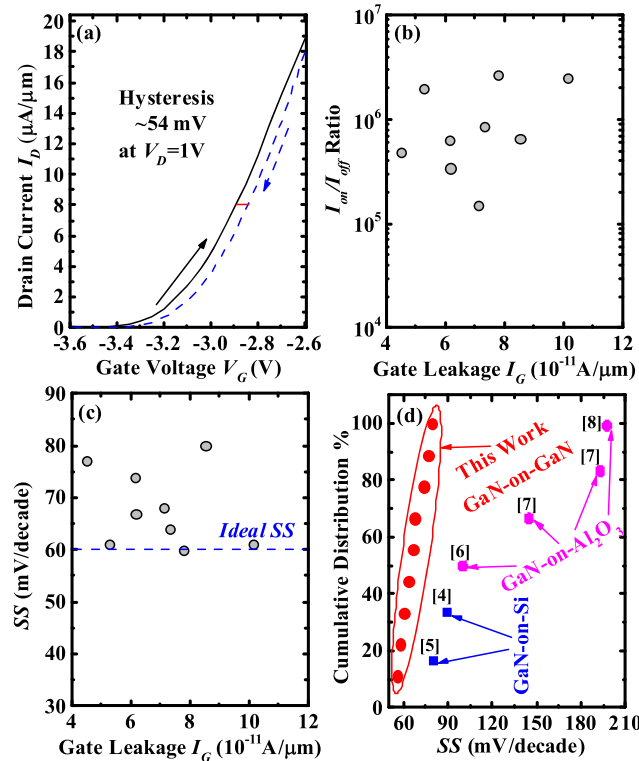 (a)
Hysteresis
~54 mV
at V_D=1V
Drain Current I_D (μA/μm)
20
18
16
14
12
10
8
6
4
2
0
-3.6 -3.4 -3.2 -3.0 -2.8 -2.6
Gate Voltage V_G (V)
(b)
I_on/I_off Ratio
10^7
10^6
10^5
10^4
4 6 8 10 12
Gate Leakage I_G (10^-11 A/μm)
(c)
SS (mV/decade)
90
80
70
60
50
40
30
Ideal SS
4 6 8 10 12
Gate Leakage I_G (10^-11 A/μm)
(d)
Cumulative Distribution %
100
80
60
40
20
0
This Work
GaN-on-GaN
[8]
[7]
[7]
[6]
GaN-on-Al2O3
[4]
[5]
GaN-on-Si
60 90 120 150 180 210
SS (mV/decade)